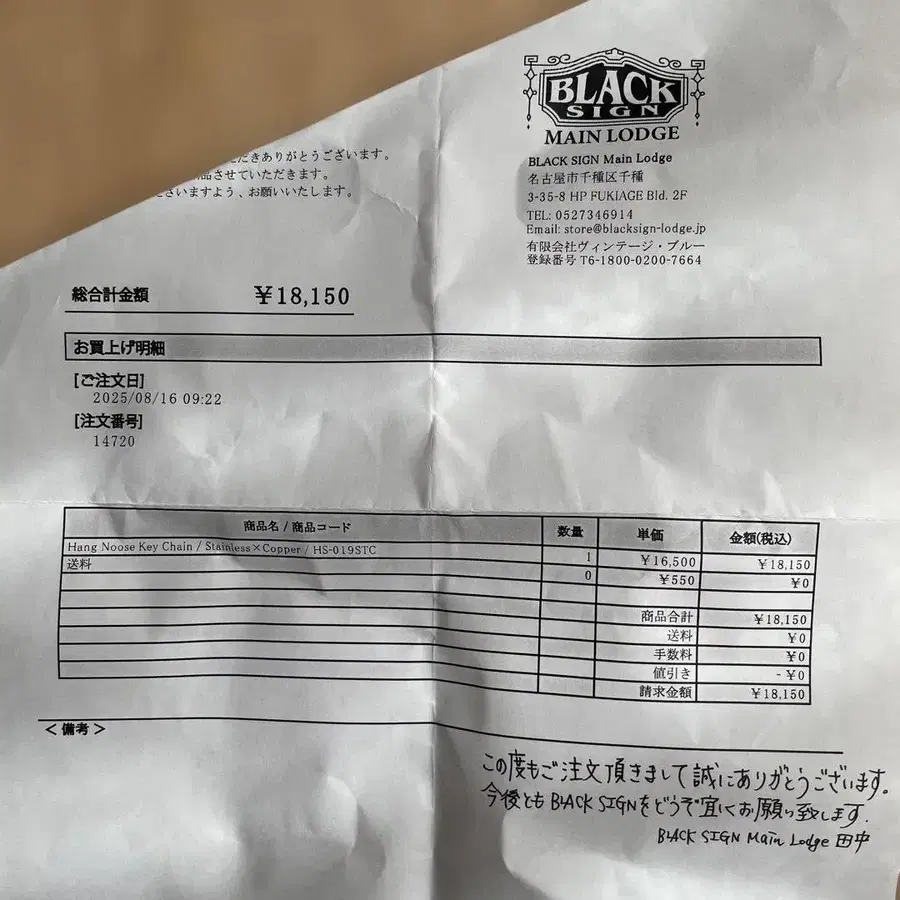 BLACK
SIGN
MAIN LODGE
BLACK SIGN Main Lodge
名古屋市千種区千種
3-35-8 HP FUKIAGE Bld. 2F
TEL: 0527346914
Email: store@blacksign-lodge.jp
有限会社ヴィンテージ・ブルー
登録番号 T6-1800-0200-7664
だきありがとうございます。
品させていただきます。
ざいますよう、お願いいたします。
総合計金額 ¥18,150
お買上げ明細
[ご注文日]
2025/08/16 09:22
[注文番号]
14720
商品名 / 商品コード 数量 単価 金額(税込)
Hang Noose Key Chain / Stainless×Copper / HS-019STC 1 ¥16,500 ¥18,150
送料 0 ¥550 ¥0
商品合計 ¥18,150
送料 ¥0
手数料 ¥0
値引き - ¥0
請求金額 ¥18,150
＜備考＞
この度もご注文頂きまして誠にありがとうございます。
今後とも BLACK SIGNをどうぞ宜しくお願い致します.
BLACK SIGN Main Lodge 田中